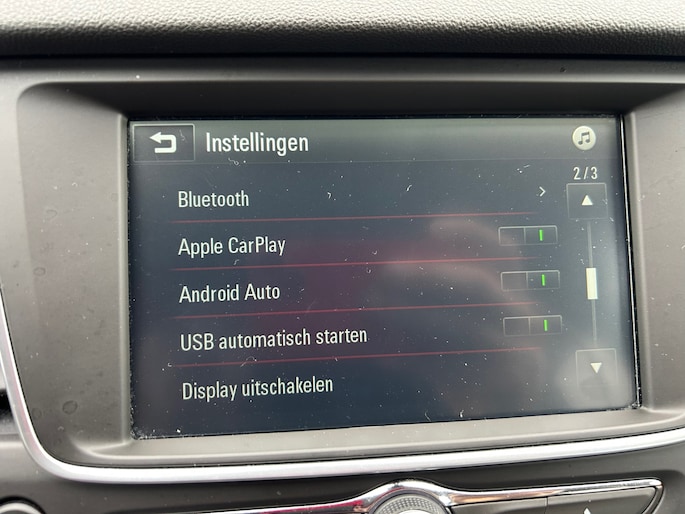 Instellingen
2/3
Bluetooth
Apple CarPlay
Android Auto
USB automatisch starten
Display uitschakelen